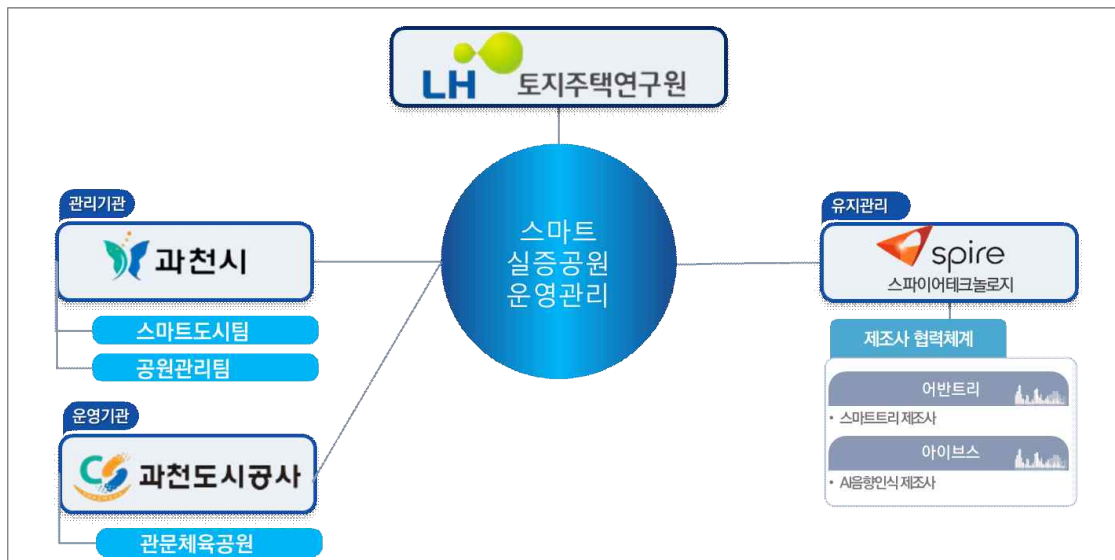 LH 토지주택연구원
스마트
실증공원
운영관리
관리기관
과천시
스마트도시팀
공원관리팀
운영기관
과천도시공사
관문체육공원
유지관리
spire
스파이어테크놀로지
제조사 협력체계
어반트리
• 스마트트리 제조사
아이브스
• AI음향인식 제조사